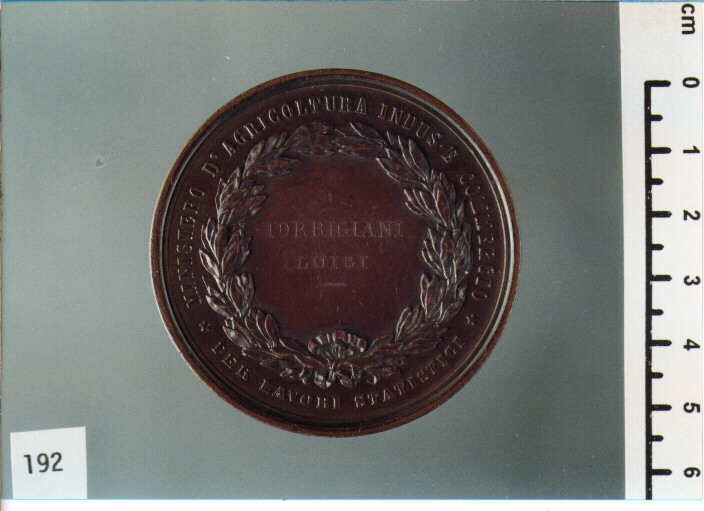 MINISTERO D'AGRICOLTURA INDUS. E COMMERCIO
TORRIGIANI
LUIGI
* PER LAVORI STATISTICI *
192
cm
0
1
2
3
4
5
6